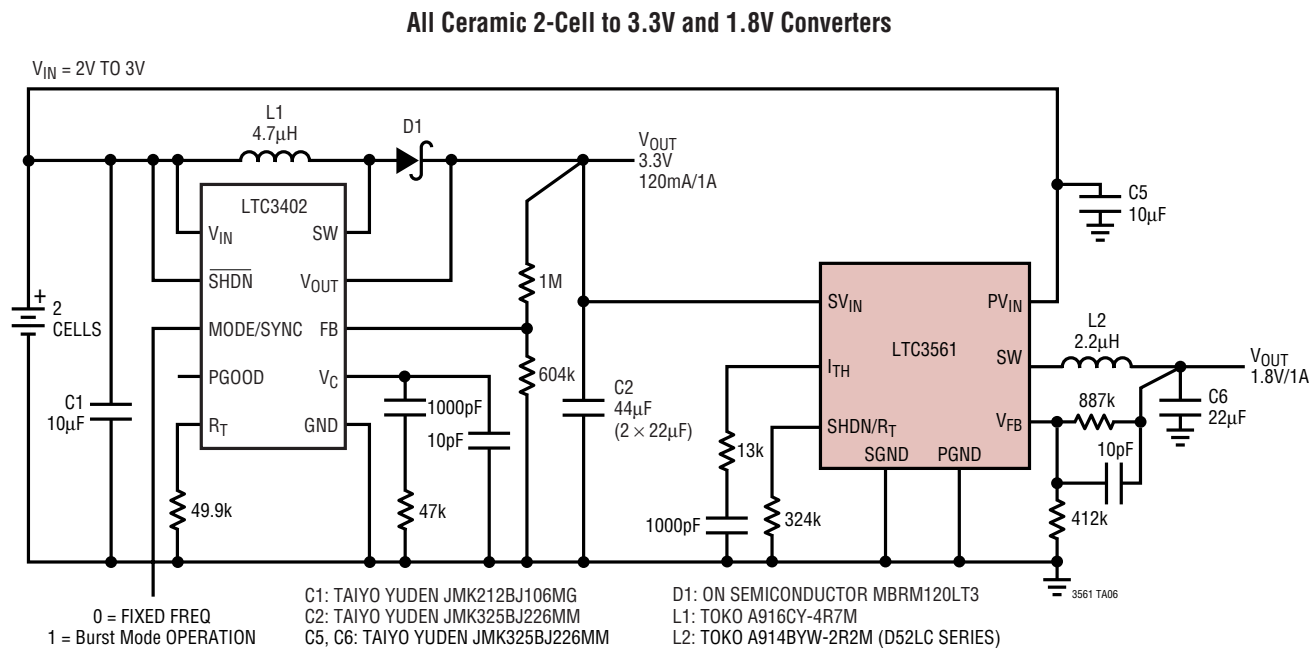 All Ceramic 2-Cell to 3.3V and 1.8V Converters
VIN = 2V TO 3V
L1
4.7µH
D1
VOUT
3.3V
120mA/1A
LTC3402
VIN
SW
SHDN
VOUT
MODE/SYNC
FB
PGOOD
VC
RT
GND
+
2
CELLS
C1
10µF
49.9k
1000pF
10pF
47k
1M
604k
C2
44µF
(2 × 22µF)
C5
10µF
SVIN
PVIN
LTC3561
ITH
SW
SHDN/RT
VFB
SGND
PGND
L2
2.2µH
VOUT
1.8V/1A
887k
C6
22µF
10pF
412k
13k
1000pF
324k
3561 TA06
0 = FIXED FREQ
1 = Burst Mode OPERATION
C1: TAIYO YUDEN JMK212BJ106MG
C2: TAIYO YUDEN JMK325BJ226MM
C5, C6: TAIYO YUDEN JMK325BJ226MM
D1: ON SEMICONDUCTOR MBRM120LT3
L1: TOKO A916CY-4R7M
L2: TOKO A914BYW-2R2M (D52LC SERIES)